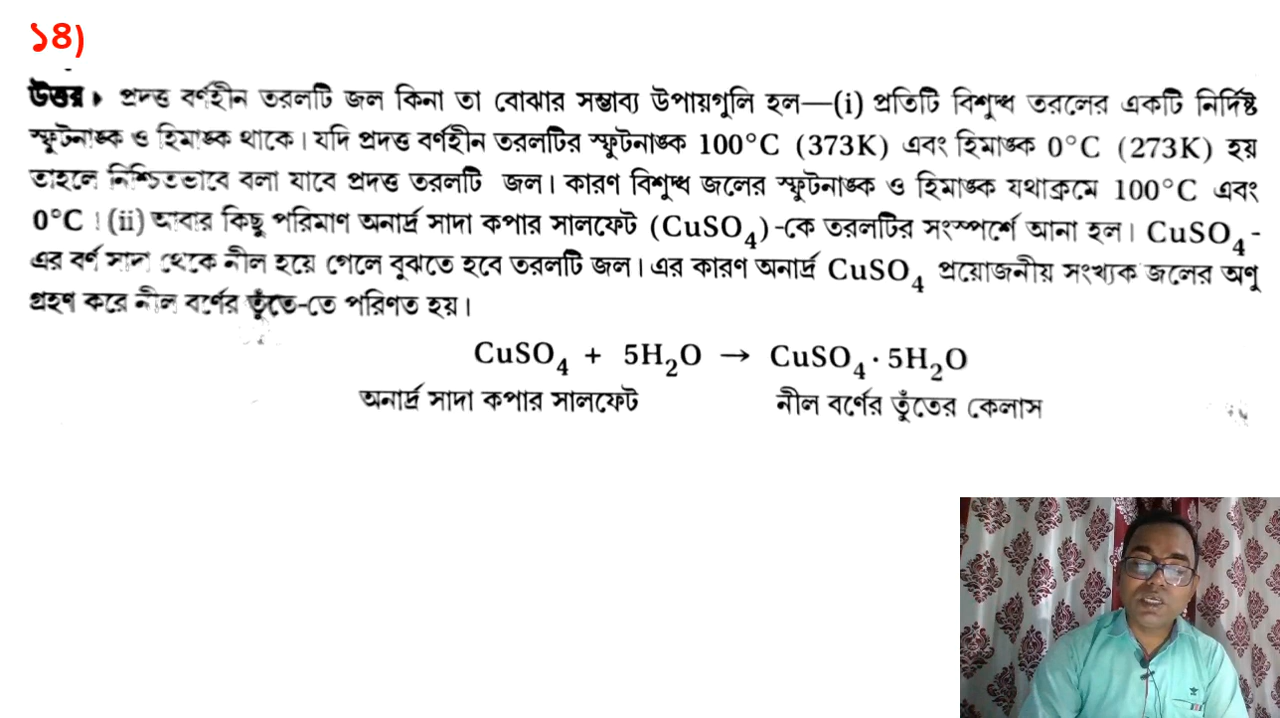 ১৪)
উত্তর ▸ প্রদত্ত বর্ণহীন তরলটি জল কিনা তা বোঝার সম্ভাব্য উপায়গুলি হল—(i) প্রতিটি বিশুদ্ধ তরলের একটি নির্দিষ্ট
স্ফুটনাঙ্ক ও হিমাঙ্ক থাকে। যদি প্রদত্ত বর্ণহীন তরলটির স্ফুটনাঙ্ক 100°C (373K) এবং হিমাঙ্ক 0°C (273K) হয়
তাহলে নিশ্চিতভাবে বলা যাবে প্রদত্ত তরলটি জল। কারণ বিশুদ্ধ জলের স্ফুটনাঙ্ক ও হিমাঙ্ক যথাক্রমে 100°C এবং
0°C। (ii) আবার কিছু পরিমাণ অনার্দ্র সাদা কপার সালফেট (CuSO₄)-কে তরলটির সংস্পর্শে আনা হল। CuSO₄-
এর বর্ণ সাদা থেকে নীল হয়ে গেলে বুঝতে হবে তরলটি জল। এর কারণ অনার্দ্র CuSO₄ প্রয়োজনীয় সংখ্যক জলের অণু
গ্রহণ করে নীল বর্ণের তুঁতে-তে পরিণত হয়।
CuSO₄ + 5H₂O → CuSO₄·5H₂O
অনার্দ্র সাদা কপার সালফেট নীল বর্ণের তুঁতের কেলাস